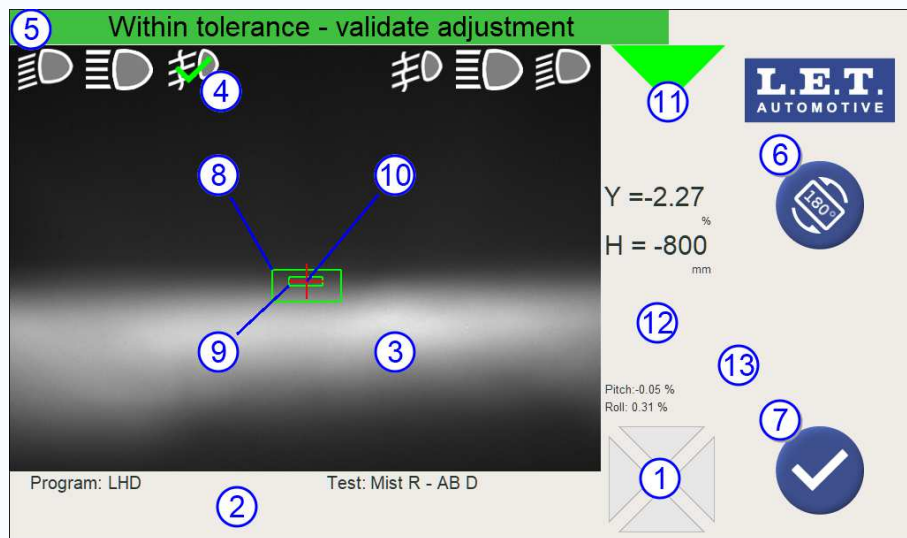 5
Within tolerance - validate adjustment
4
11
L.E.T.
AUTOMOTIVE
6
180°
8
10
Y =-2.27
%
H = -800
mm
12
9
3
13
Pitch:-0.05 %
Roll: 0.31 %
7
1
Program: LHD
Test: Mist R - AB D
2